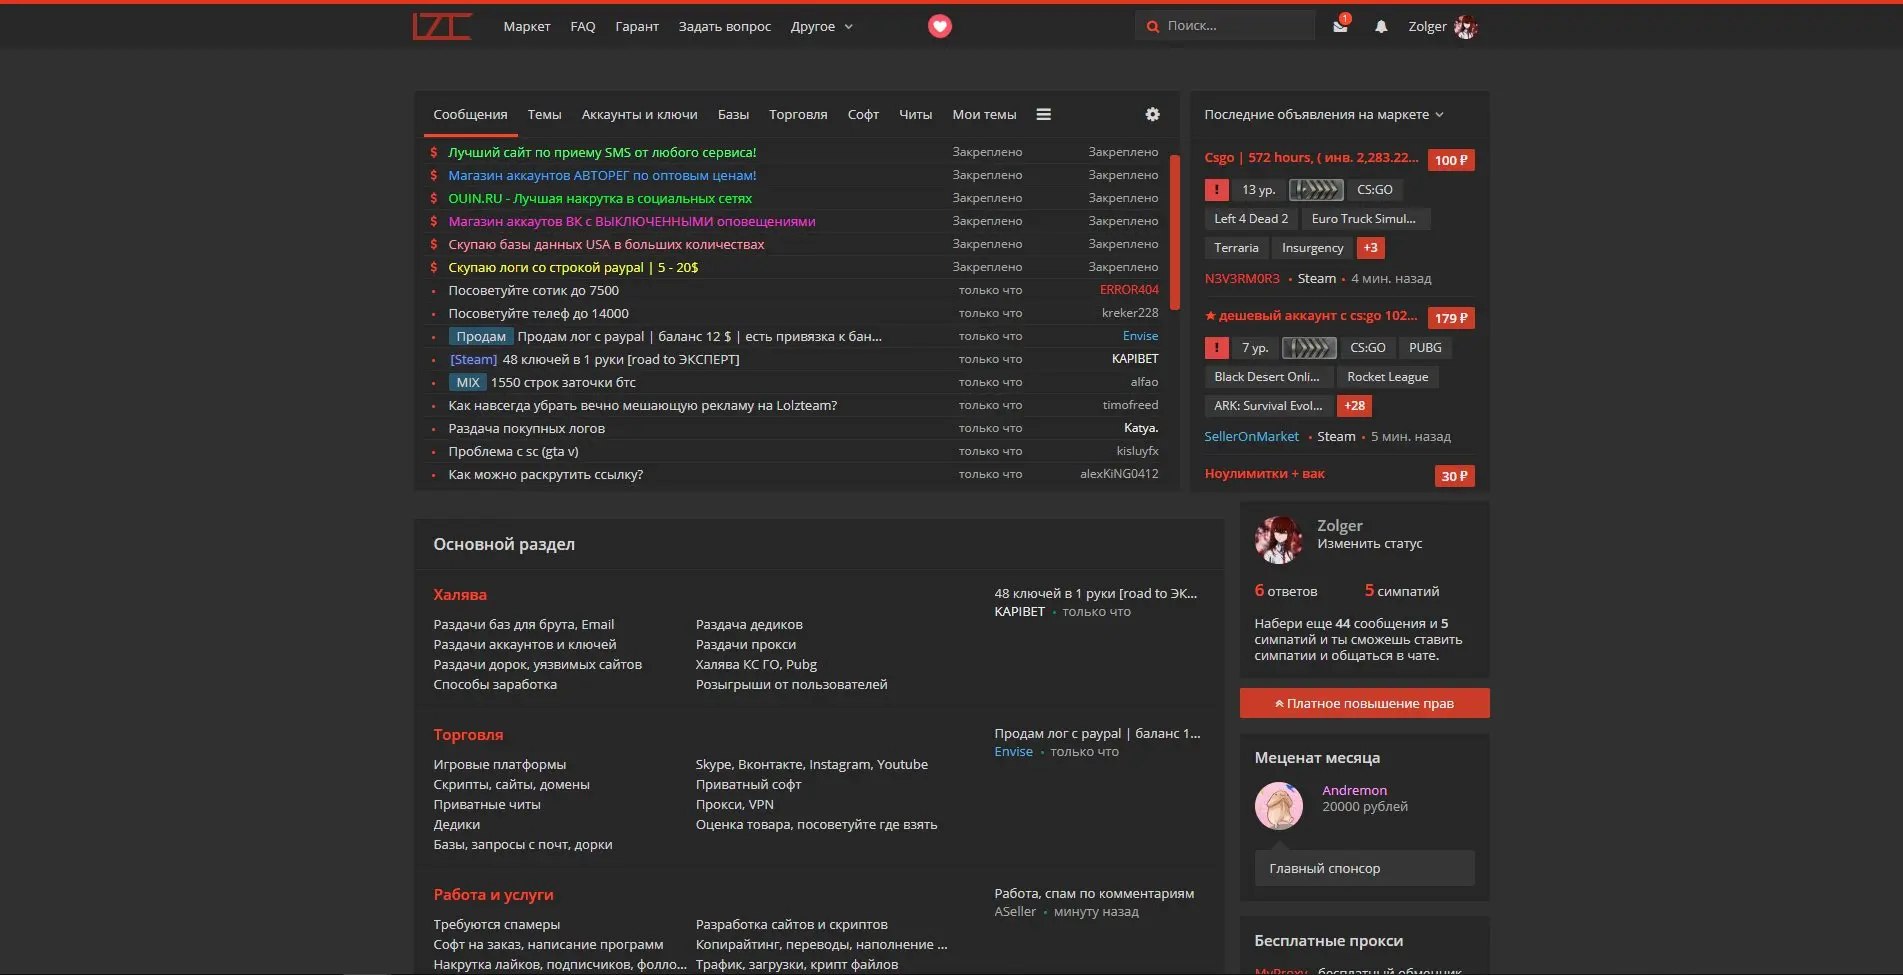 LZT Маркет FAQ Гарант Задать вопрос Другое Поиск... 1 Zolger
Сообщения Темы Аккаунты и ключи Базы Торговля Софт Читы Мои темы
$ Лучший сайт по приему SMS от любого сервиса! Закреплено Закреплено
$ Магазин аккаунтов АВТОРЕГ по оптовым ценам! Закреплено Закреплено
$ OUIN.RU - Лучшая накрутка в социальных сетях Закреплено Закреплено
$ Магазин аккаутов ВК с ВЫКЛЮЧЕННЫМИ оповещениями Закреплено Закреплено
$ Скупаю базы данных USA в больших количествах Закреплено Закреплено
$ Скупаю логи со строкой paypal | 5 - 20$ Закреплено Закреплено
Посоветуйте сотик до 7500 только что ERROR404
Посоветуйте телеф до 14000 только что kreker228
Продам Продам лог с paypal | баланс 12 $ | есть привязка к бан... только что Envise
[Steam] 48 ключей в 1 руки [road to ЭКСПЕРТ] только что KAPIBET
MIX 1550 строк заточки бтс только что alfao
Как навсегда убрать вечно мешающую рекламу на Lolzteam? только что timofreed
Раздача покупных логов только что Katya.
Проблема с sc (gta v) только что kisluyfx
Как можно раскрутить ссылку? только что alexKiNG0412
Последние объявления на маркете
Csgo | 572 hours, ( инв. 2,283.22... 100 ₽
! 13 ур. CS:GO
Left 4 Dead 2 Euro Truck Simul...
Terraria Insurgency +3
N3V3RM0R3 • Steam • 4 мин. назад
★ дешевый аккаунт с cs:go 102... 179 ₽
! 7 ур. CS:GO PUBG
Black Desert Onli... Rocket League
ARK: Survival Evol... +28
SellerOnMarket • Steam • 5 мин. назад
Ноулимитки + вак 30 ₽
Основной раздел
Халява
Раздачи баз для брута, Email Раздача дедиков
Раздачи аккаунтов и ключей Раздачи прокси
Раздачи дорок, уязвимых сайтов Халява КС ГО, Pubg
Способы заработка Розыгрыши от пользователей
48 ключей в 1 руки [road to ЭК...
KAPIBET • только что
Торговля
Игровые платформы Skype, Вконтакте, Instagram, Youtube
Скрипты, сайты, домены Приватный софт
Приватные читы Прокси, VPN
Дедики Оценка товара, посоветуйте где взять
Базы, запросы с почт, дорки
Продам лог с paypal | баланс 1...
Envise • только что
Работа и услуги
Требуются спамеры Разработка сайтов и скриптов
Софт на заказ, написание программ Копирайтинг, переводы, наполнение ...
Накрутка лайков, подписчиков, фолло... Трафик, загрузки, крипт файлов
Работа, спам по комментариям
ASeller • минуту назад
Zolger
Изменить статус
6 ответов 5 симпатий
Набери еще 44 сообщения и 5
симпатий и ты сможешь ставить
симпатии и общаться в чате.
Платное повышение прав
Меценат месяца
Andremon
20000 рублей
Главный спонсор
Бесплатные прокси
MyProxy - бесплатный обменник